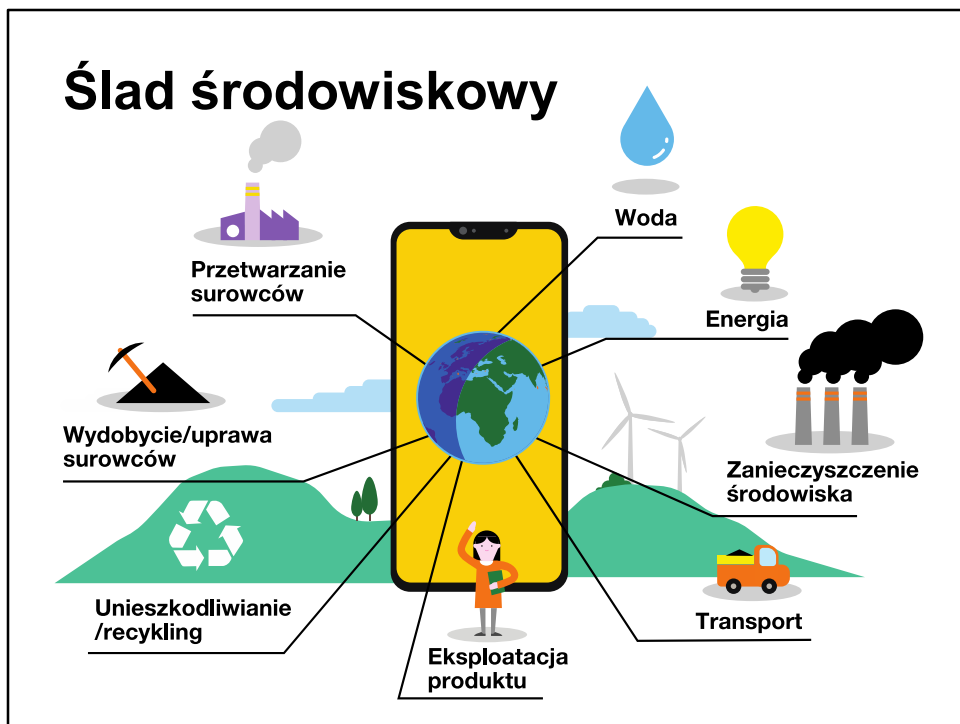 Ślad środowiskowy
Woda
Przetwarzanie
surowców
Energia
Wydobycie/uprawa
surowców
Zanieczyszczenie
środowiska
Unieszkodliwianie
/recykling
Transport
Eksploatacja
produktu